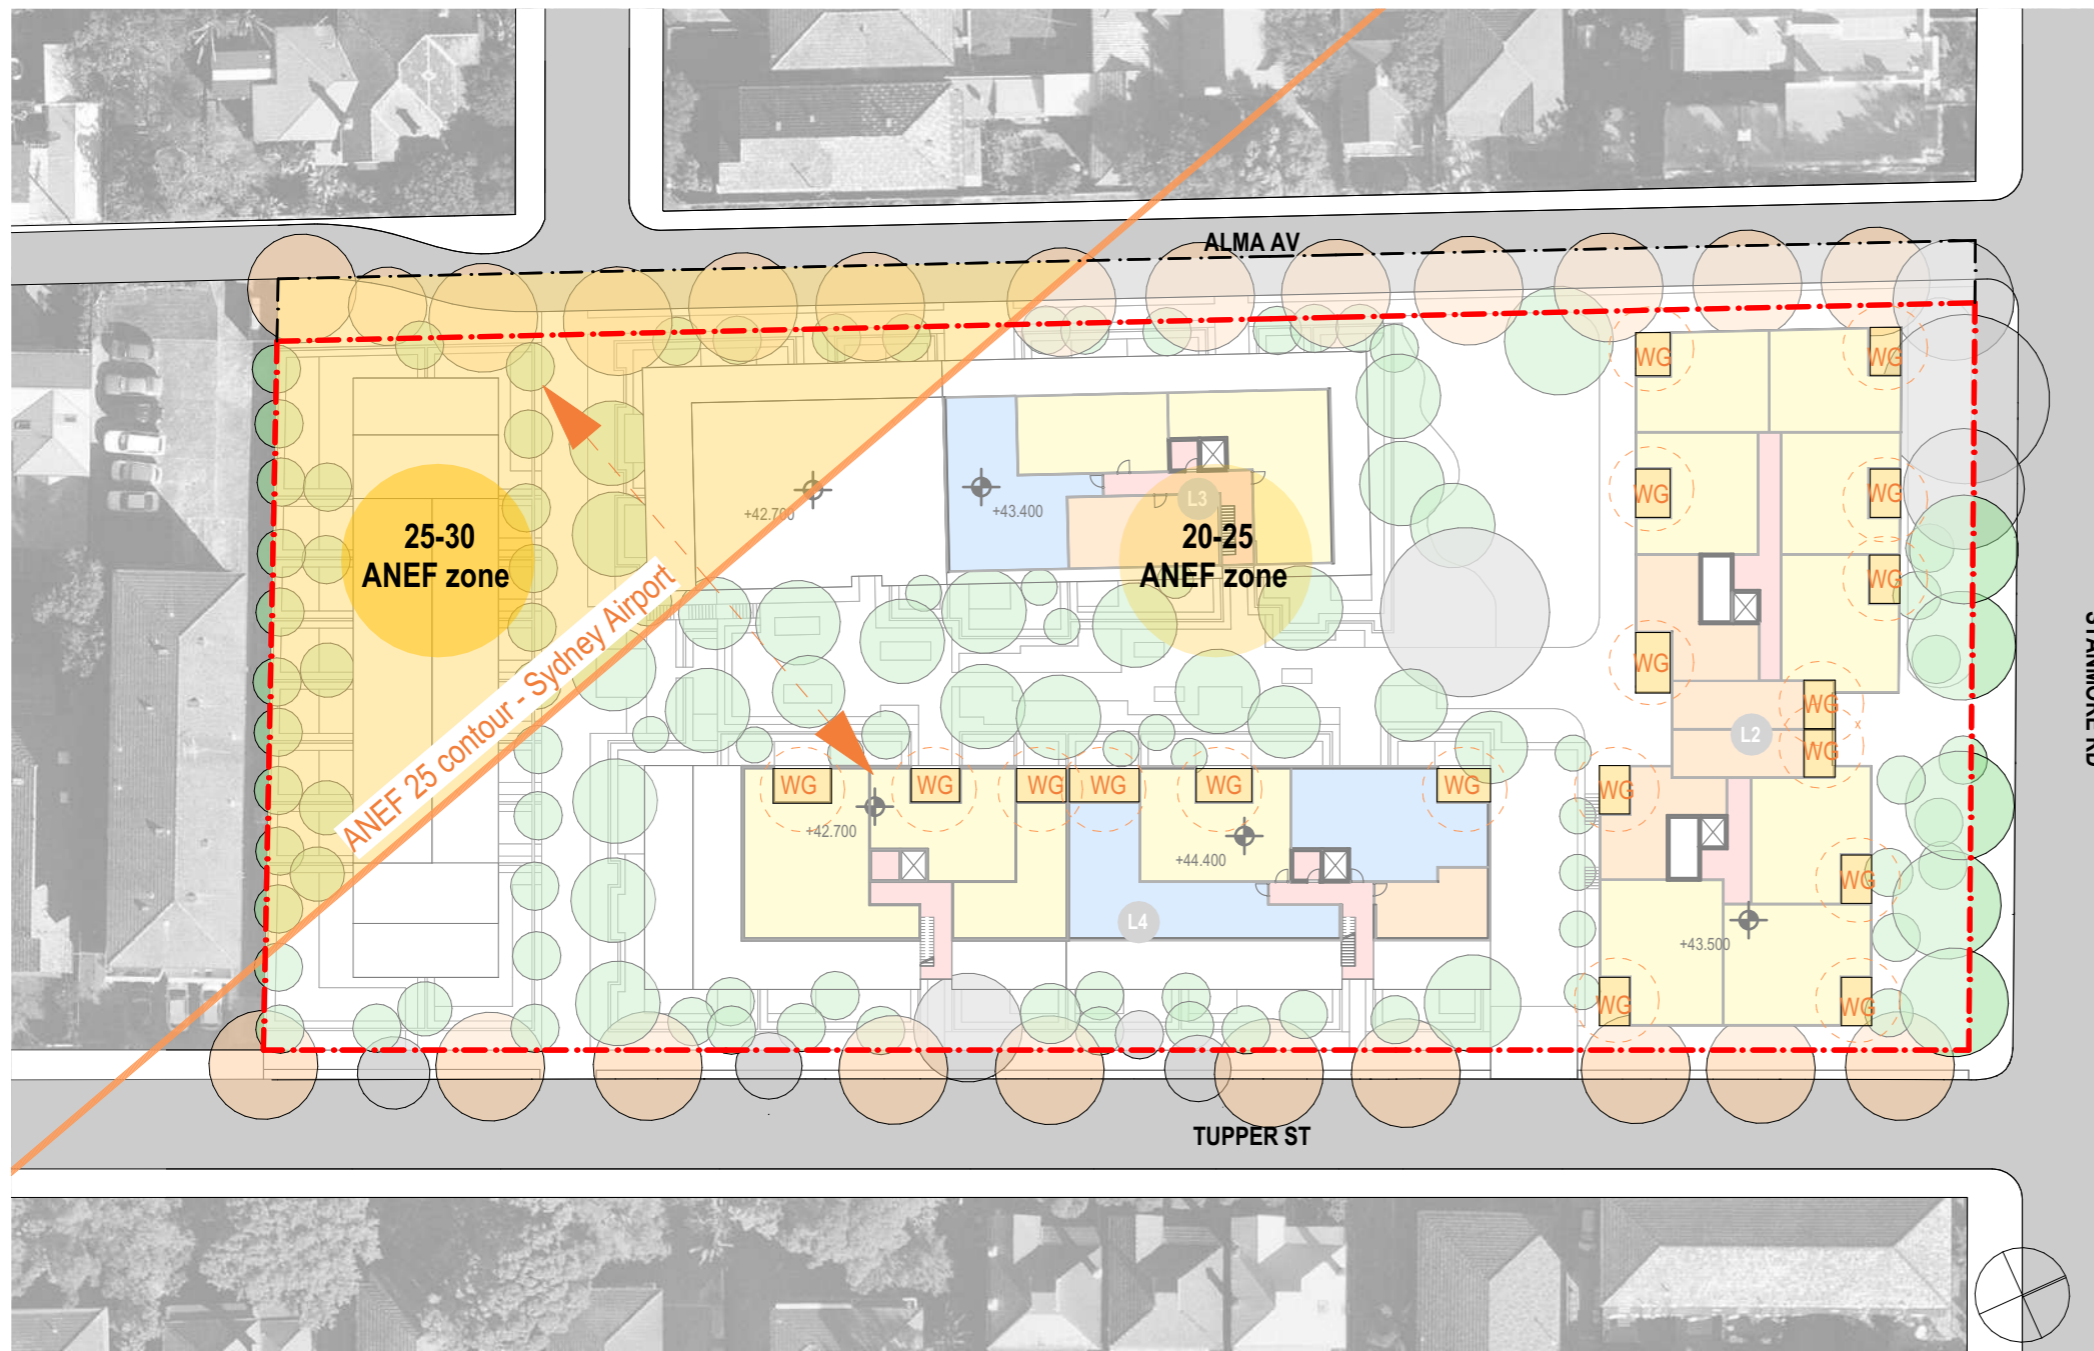 ALMA AV
WG
WG
WG
WG
+42.700
+43.400
L3
25-30
ANEF zone
20-25
ANEF zone
WG
ANEF 25 contour - Sydney Airport
WG
WG
L2
WG
STANMORE RD
WG
WG
WG
WG
WG
WG
WG
+42.700
+44.400
WG
L4
+43.500
WG
WG
TUPPER ST